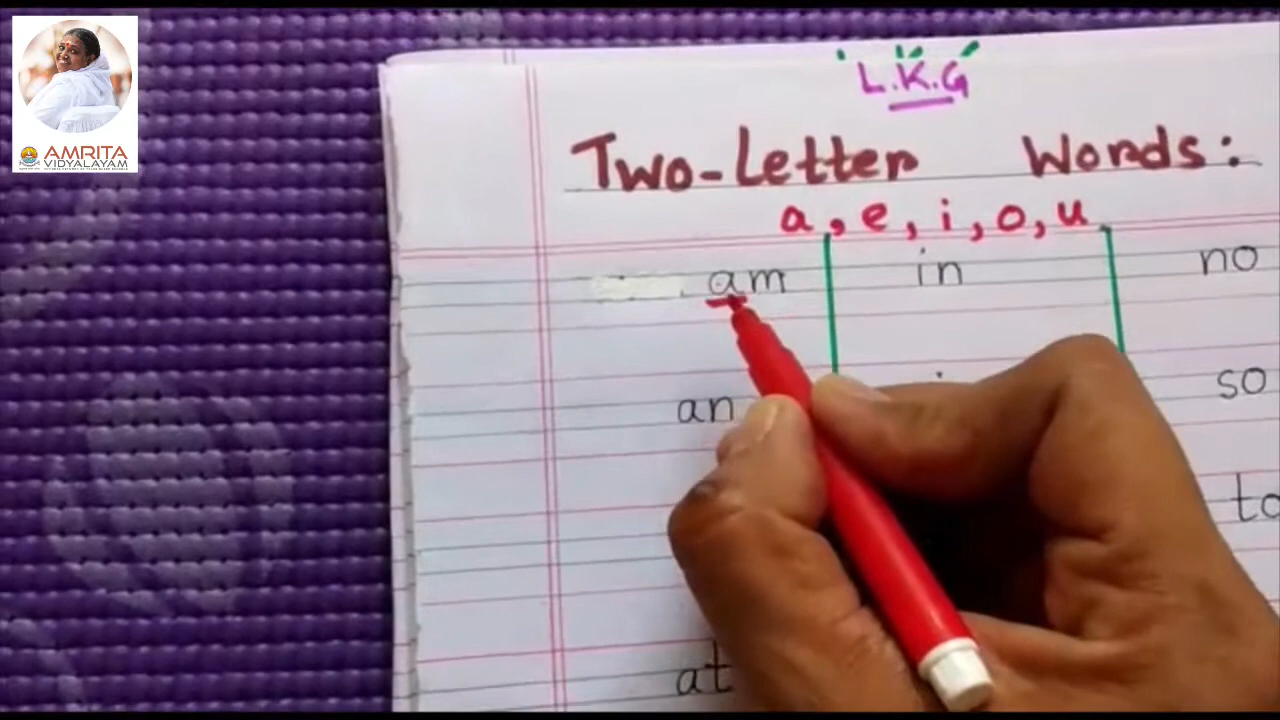 AMRITA
VIDYALAYAM
L.K.G
Two-Letter Words:
a, e, i, o, u
am in no
an so
at